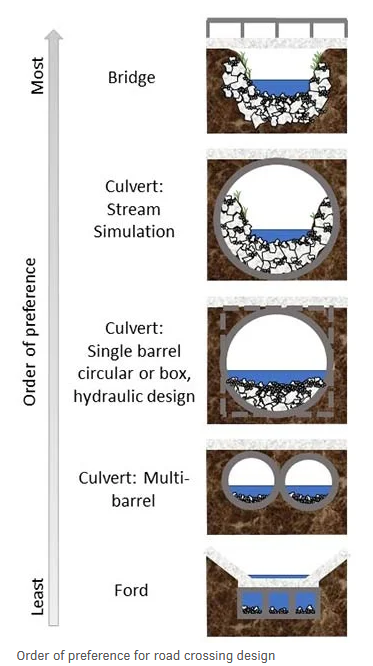 Most
Order of preference
Least
Bridge
Culvert:
Stream
Simulation
Culvert:
Single barrel
circular or box,
hydraulic design
Culvert: Multi-
barrel
Ford
Order of preference for road crossing design